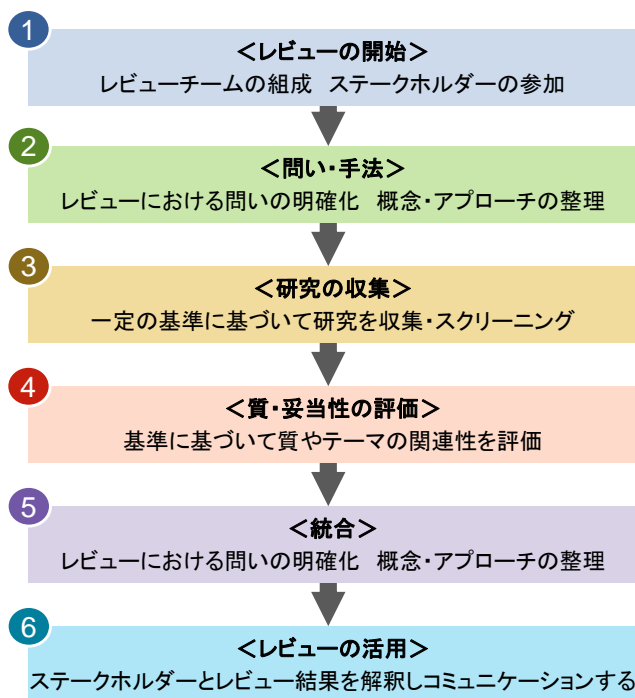 1
<レビューの開始>
レビューチームの組成 ステークホルダーの参加
2
<問い・手法>
レビューにおける問いの明確化 概念・アプローチの整理
3
<研究の収集>
一定の基準に基づいて研究を収集・スクリーニング
4
<質・妥当性の評価>
基準に基づいて質やテーマの関連性を評価
5
<統合>
レビューにおける問いの明確化 概念・アプローチの整理
6
<レビューの活用>
ステークホルダーとレビュー結果を解釈しコミュニケーションする